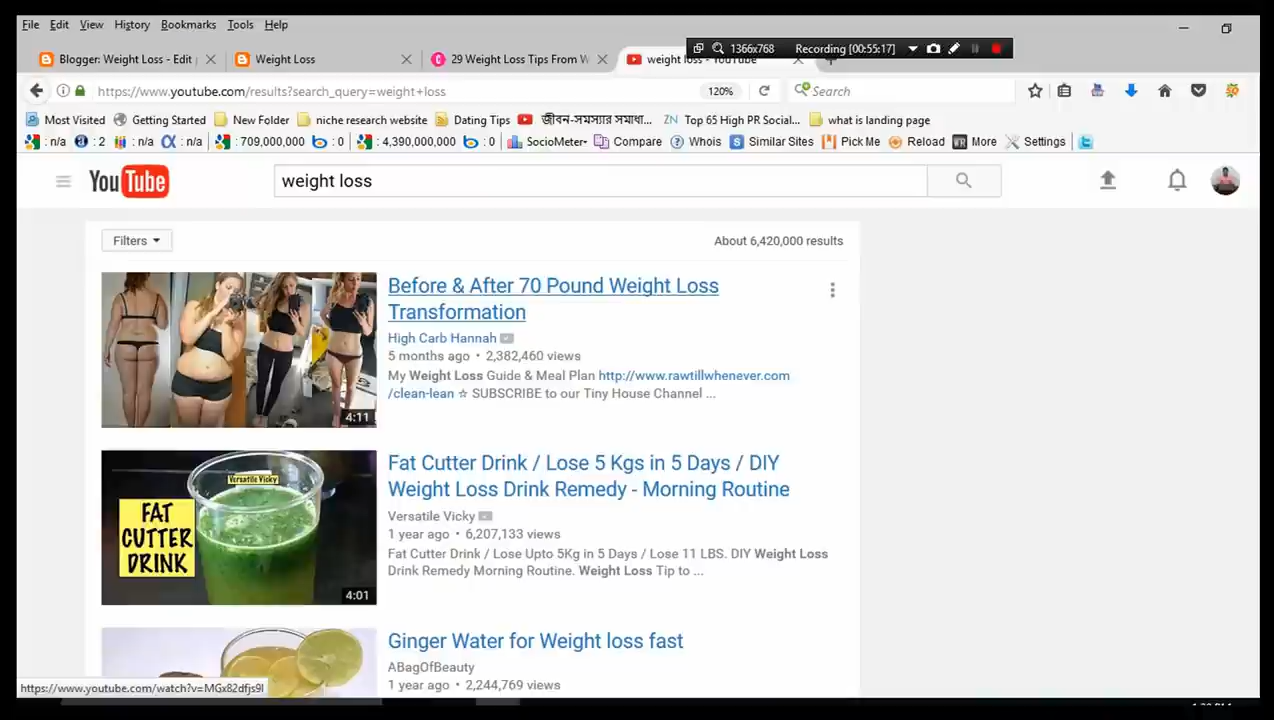 File Edit View History Bookmarks Tools Help
1366x768 Recording [00:55:17]
Blogger: Weight Loss - Edit
Weight Loss
29 Weight Loss Tips From W
weight loss - YouTube
https://www.youtube.com/results?search_query=weight+loss
120%
Search
Most Visited Getting Started New Folder niche research website Dating Tips জীবন-সমস্যার সমাধা... ZN Top 65 High PR Social... what is landing page
: n/a : 2 : n/a : n/a : 709,000,000 : 0 : 4,390,000,000 : 0 SocioMeter Compare Whois Similar Sites Pick Me Reload WR More Settings
YouTube
weight loss
Filters
About 6,420,000 results
Before & After 70 Pound Weight Loss
Transformation
High Carb Hannah
5 months ago • 2,382,460 views
My Weight Loss Guide & Meal Plan http://www.rawtillwhenever.com
/clean-lean ☆ SUBSCRIBE to our Tiny House Channel ...
4:11
Versatile Vicky
FAT
CUTTER
DRINK
4:01
Fat Cutter Drink / Lose 5 Kgs in 5 Days / DIY
Weight Loss Drink Remedy - Morning Routine
Versatile Vicky
1 year ago • 6,207,133 views
Fat Cutter Drink / Lose Upto 5Kg in 5 Days / Lose 11 LBS. DIY Weight Loss
Drink Remedy Morning Routine. Weight Loss Tip to ...
Ginger Water for Weight loss fast
ABagOfBeauty
1 year ago • 2,244,769 views